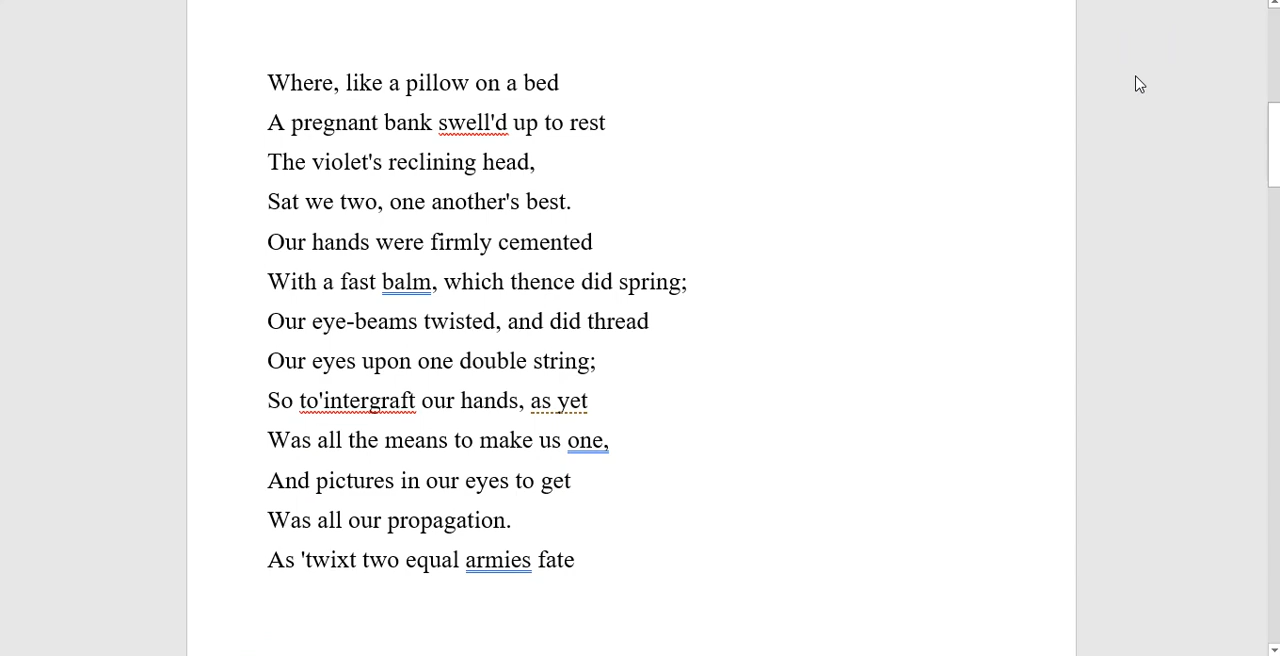 Where, like a pillow on a bed
A pregnant bank swell'd up to rest
The violet's reclining head,
Sat we two, one another's best.
Our hands were firmly cemented
With a fast balm, which thence did spring;
Our eye-beams twisted, and did thread
Our eyes upon one double string;
So to'intergraft our hands, as yet
Was all the means to make us one,
And pictures in our eyes to get
Was all our propagation.
As 'twixt two equal armies fate